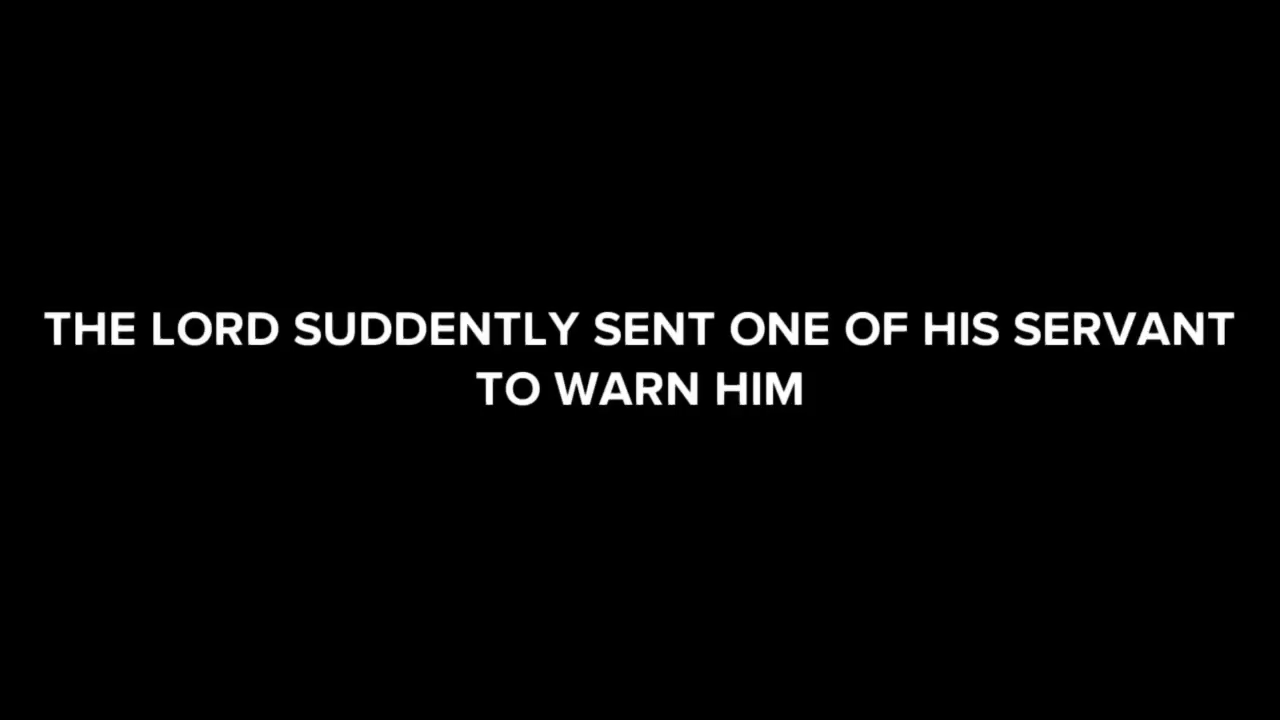 THE LORD SUDDENTLY SENT ONE OF HIS SERVANT
TO WARN HIM